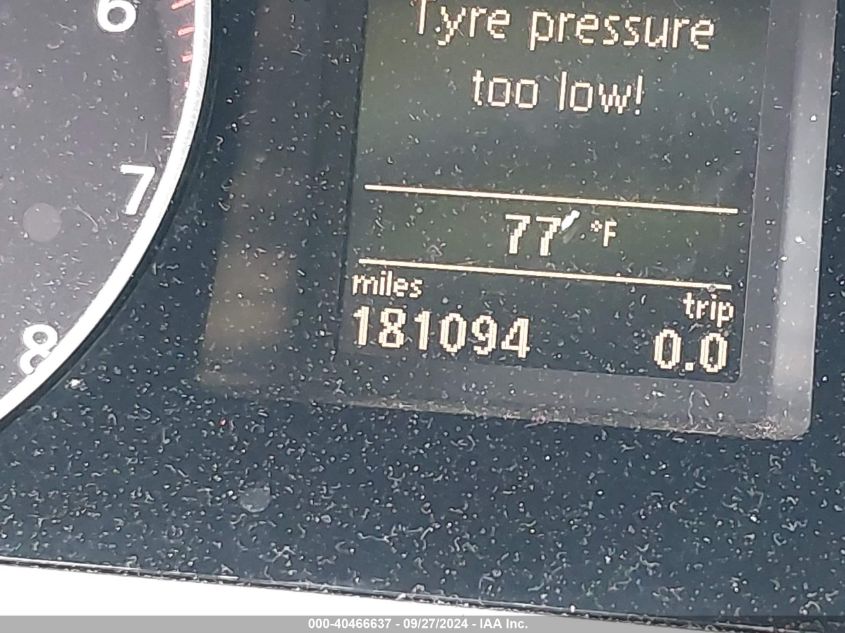 6
7
8
Tyre pressure
too low!
77 °F
miles
trip
181094
0.0
000-40466637 - 09/27/2024 - IAA Inc.